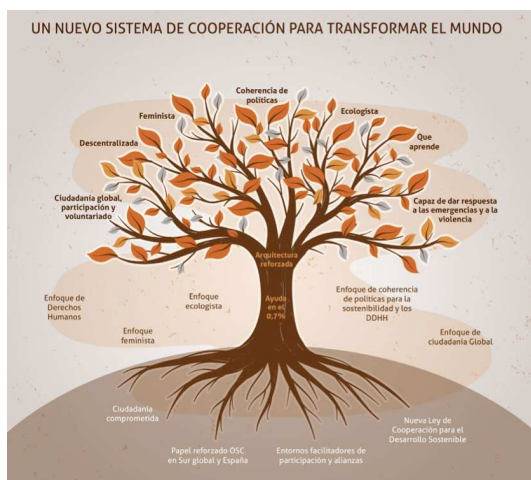 UN NUEVO SISTEMA DE COOPERACIÓN PARA TRANSFORMAR EL MUNDO
Coherencia de
políticas
Feminista
Ecologista
Descentralizada
Que
aprende
Ciudadanía global,
participación y
voluntariado
Capaz de dar respuesta
a las emergencias y a la
violencia
Arquitectura
reforzada
Ayuda
en el
0,7%
Enfoque de
Derechos
Humanos
Enfoque
ecologista
Enfoque
feminista
Enfoque de coherencia
de políticas para la
sostenibilidad y los
DDHH
Enfoque de
ciudadanía Global
Ciudadanía
comprometida
Papel reforzado OSC
en Sur global y España
Entornos facilitadores
de participación y alianzas
Nueva Ley de
Cooperación para el
Desarrollo Sostenible